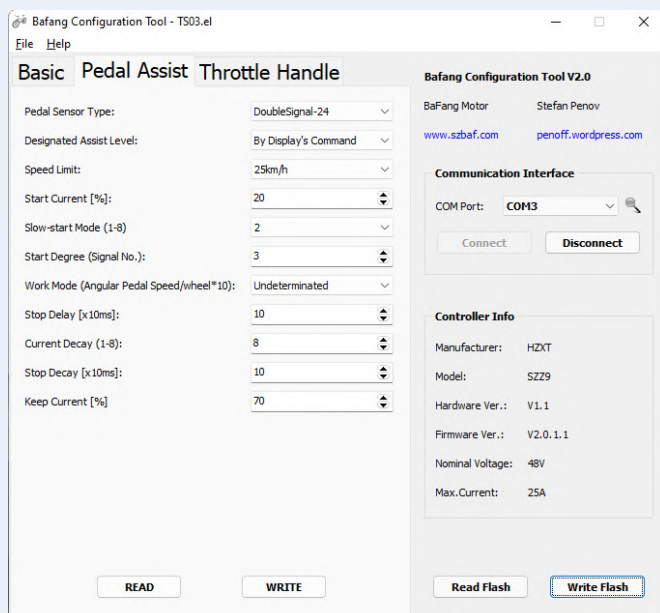 Bafang Configuration Tool - TS03.el
File Help
Basic Pedal Assist Throttle Handle
Pedal Sensor Type: DoubleSignal-24
Designated Assist Level: By Display's Command
Speed Limit: 25km/h
Start Current [%]: 20
Slow-start Mode (1-8) 2
Start Degree (Signal No.): 3
Work Mode (Angular Pedal Speed/wheel*10): Undeterminated
Stop Delay [x10ms]: 10
Current Decay (1-8): 8
Stop Decay [x10ms]: 10
Keep Current [%] 70
READ WRITE
Bafang Configuration Tool V2.0
BaFang Motor Stefan Penov
www.szbaf.com penoff.wordpress.com
Communication Interface
COM Port: COM3
Connect Disconnect
Controller Info
Manufacturer: HZXT
Model: SZZ9
Hardware Ver.: V1.1
Firmware Ver.: V2.0.1.1
Nominal Voltage: 48V
Max.Current: 25A
Read Flash Write Flash